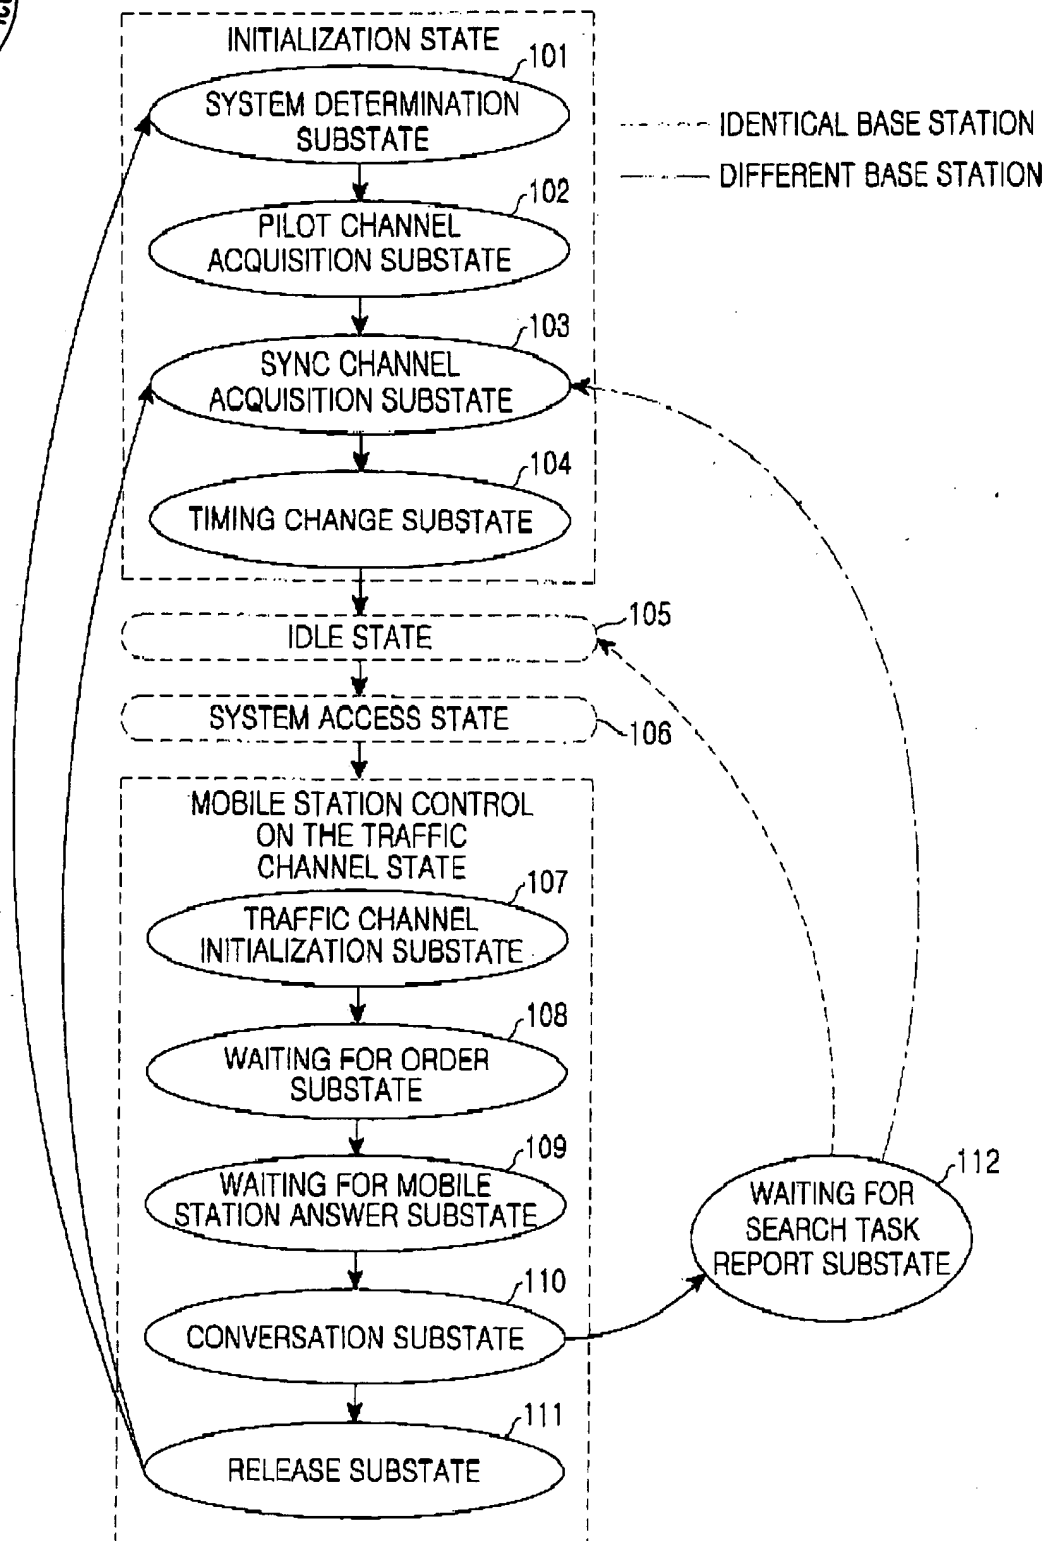 INITIALIZATION STATE
101
SYSTEM DETERMINATION
SUBSTATE
IDENTICAL BASE STATION
DIFFERENT BASE STATION
102
PILOT CHANNEL
ACQUISITION SUBSTATE
103
SYNC CHANNEL
ACQUISITION SUBSTATE
104
TIMING CHANGE SUBSTATE
105
IDLE STATE
SYSTEM ACCESS STATE
106
MOBILE STATION CONTROL
ON THE TRAFFIC
CHANNEL STATE
107
TRAFFIC CHANNEL
INITIALIZATION SUBSTATE
108
WAITING FOR ORDER
SUBSTATE
109
WAITING FOR MOBILE
STATION ANSWER SUBSTATE
112
WAITING FOR
SEARCH TASK
REPORT SUBSTATE
110
CONVERSATION SUBSTATE
111
RELEASE SUBSTATE